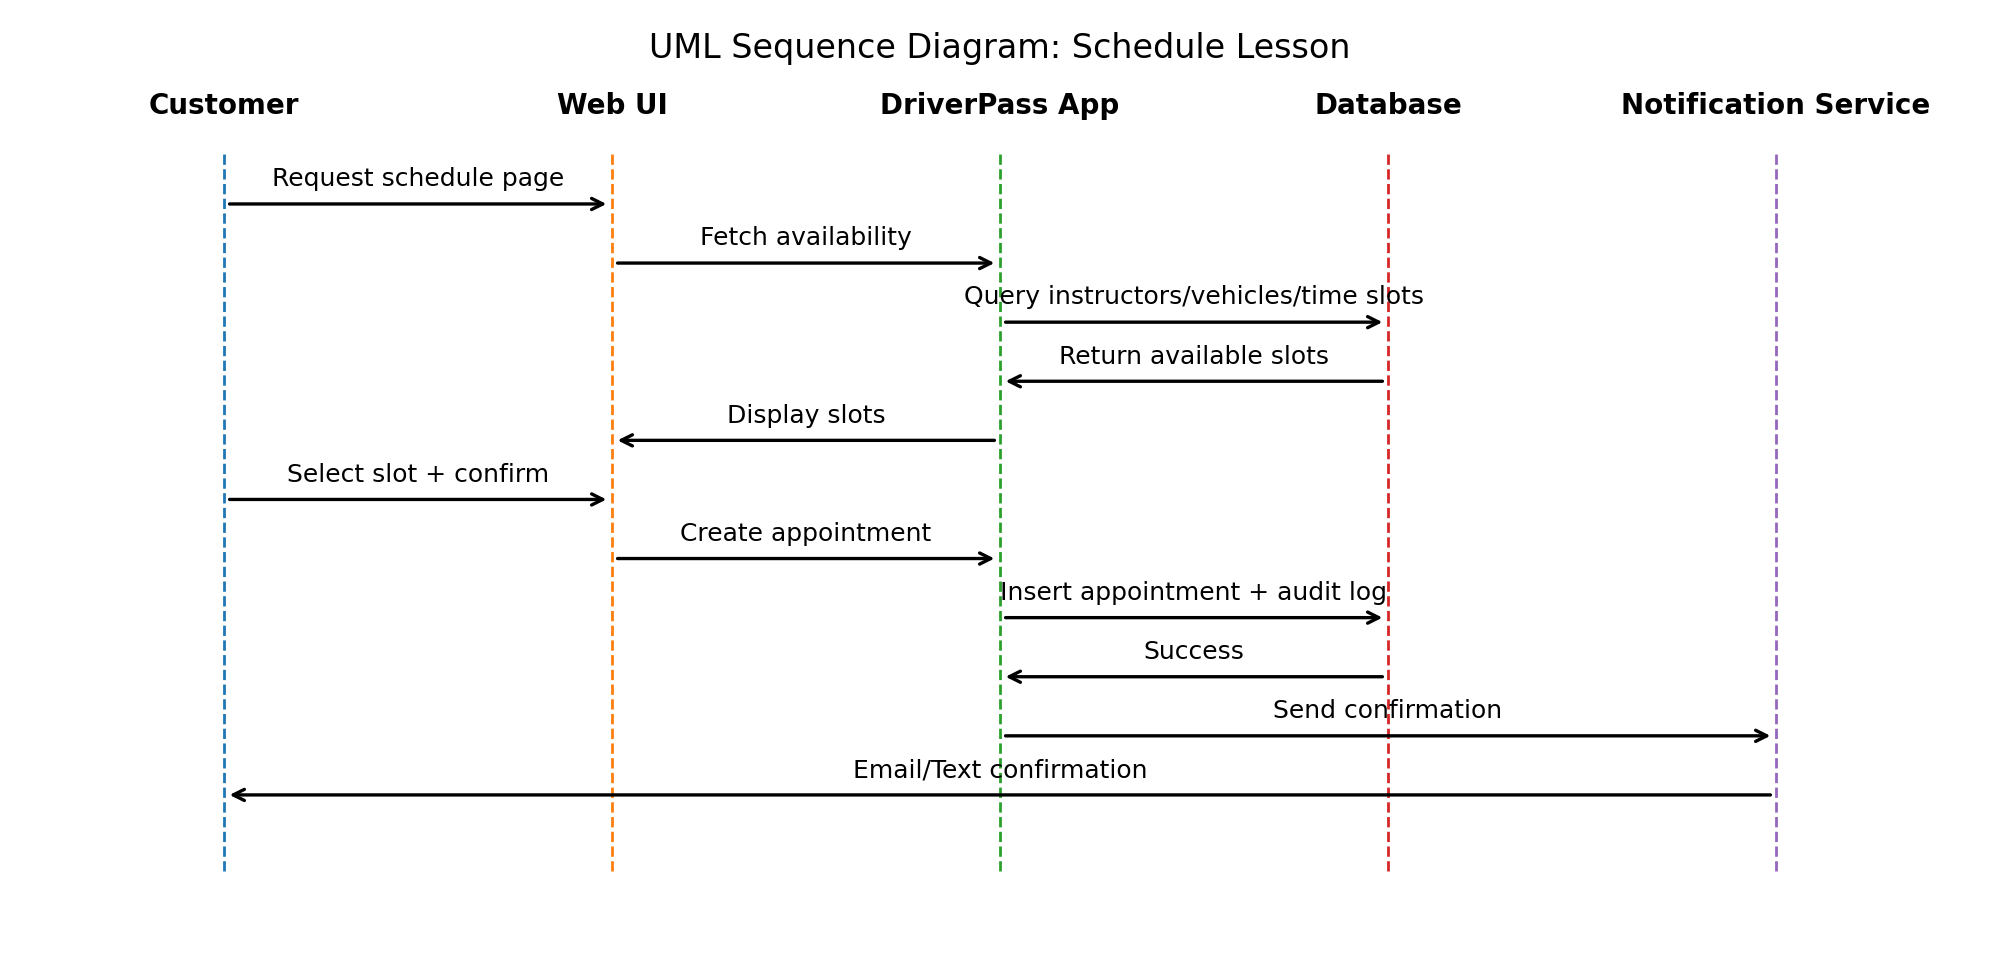 UML Sequence Diagram: Schedule Lesson
Customer
Web UI
DriverPass App
Database
Notification Service
Request schedule page
Fetch availability
Query instructors/vehicles/time slots
Return available slots
Display slots
Select slot + confirm
Create appointment
Insert appointment + audit log
Success
Send confirmation
Email/Text confirmation